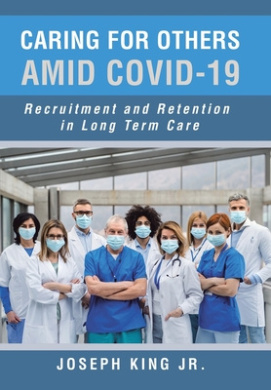 CARING FOR OTHERS
AMID COVID-19
Recruitment and Retention
in Long Term Care
JOSEPH KING JR.